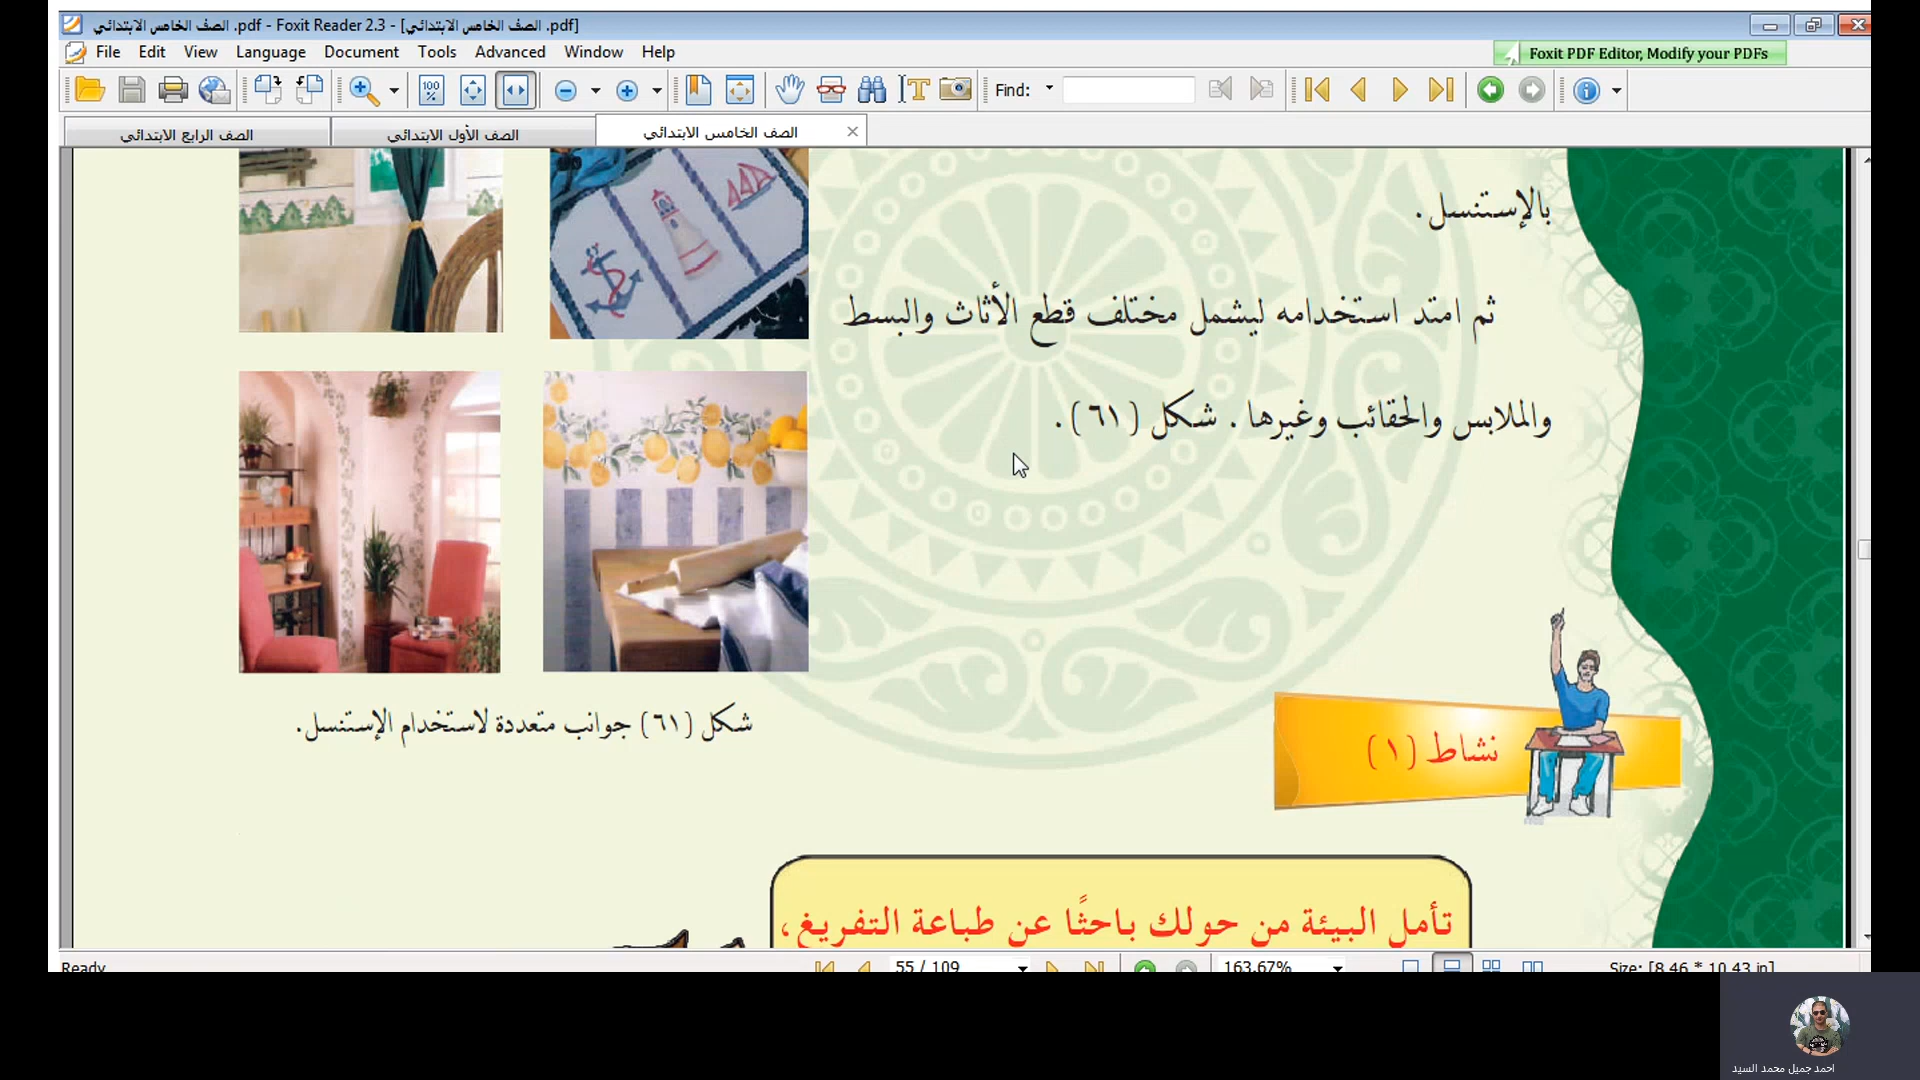 الصف الخامس الابتدائي .pdf - Foxit Reader 2.3 - [الصف الخامس الابتدائي .pdf]
File Edit View Language Document Tools Advanced Window Help
Foxit PDF Editor, Modify your PDFs
Find:
الصف الرابع الابتدائي
الصف الأول الابتدائي
الصف الخامس الابتدائي
بالإستنسل.
ثم امتد استخدامه ليشمل مختلف قطع الأثاث والبسط
والملابس والحقائب وغيرها . شكل (٦١).
شكل (٦١) جوانب متعددة لاستخدام الإستنسل.
نشاط (١)
تأمل البيئة من حولك باحثًا عن طباعة التفريغ،
Ready
55 / 109
163.67%
Size: [8.46 * 10.43 in]
احمد جميل محمد السيد